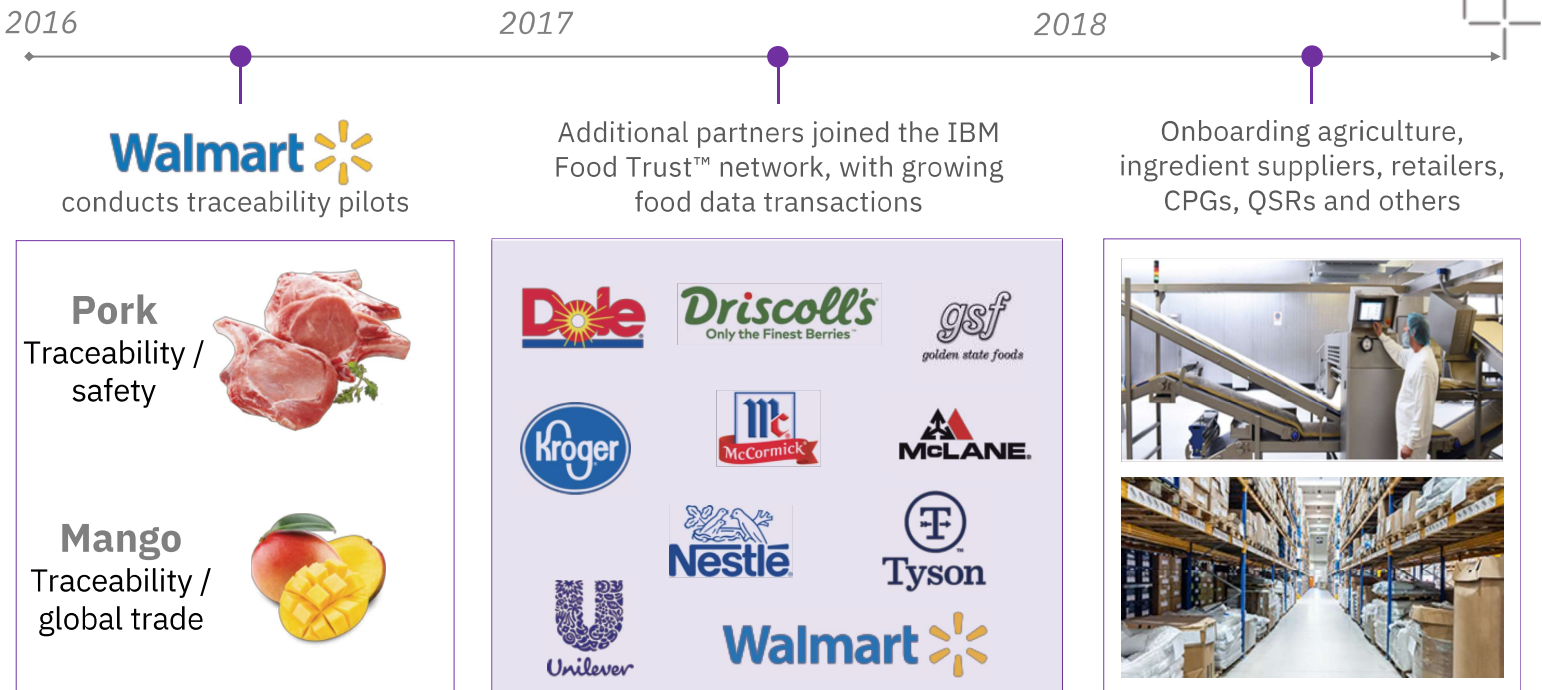 2016
2017
2018
Walmart
conducts traceability pilots
Additional partners joined the IBM
Food Trust™ network, with growing
food data transactions
Onboarding agriculture,
ingredient suppliers, retailers,
CPGs, QSRs and others
Pork
Traceability /
safety
Mango
Traceability /
global trade
Dole
Driscoll's
Only the Finest Berries™
gsf
golden state foods
Kroger
Mc
McCormick
McLANE.
Nestlé
T
Tyson
U
Unilever
Walmart